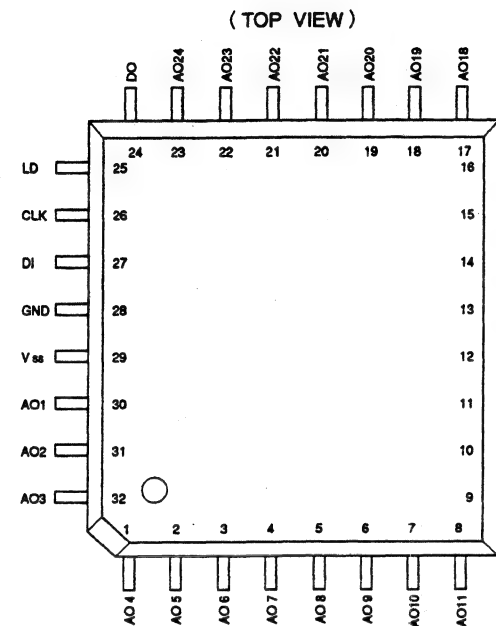 ( TOP VIEW )
DO AO24 AO23 AO22 AO21 AO20 AO19 AO18
24 23 22 21 20 19 18 17
LD 25 16
CLK 26 15
DI 27 14
GND 28 13
Vss 29 12
AO1 30 11
AO2 31 10
AO3 32 9
1 2 3 4 5 6 7 8
AO4 AO5 AO6 AO7 AO8 AO9 AO10 AO11